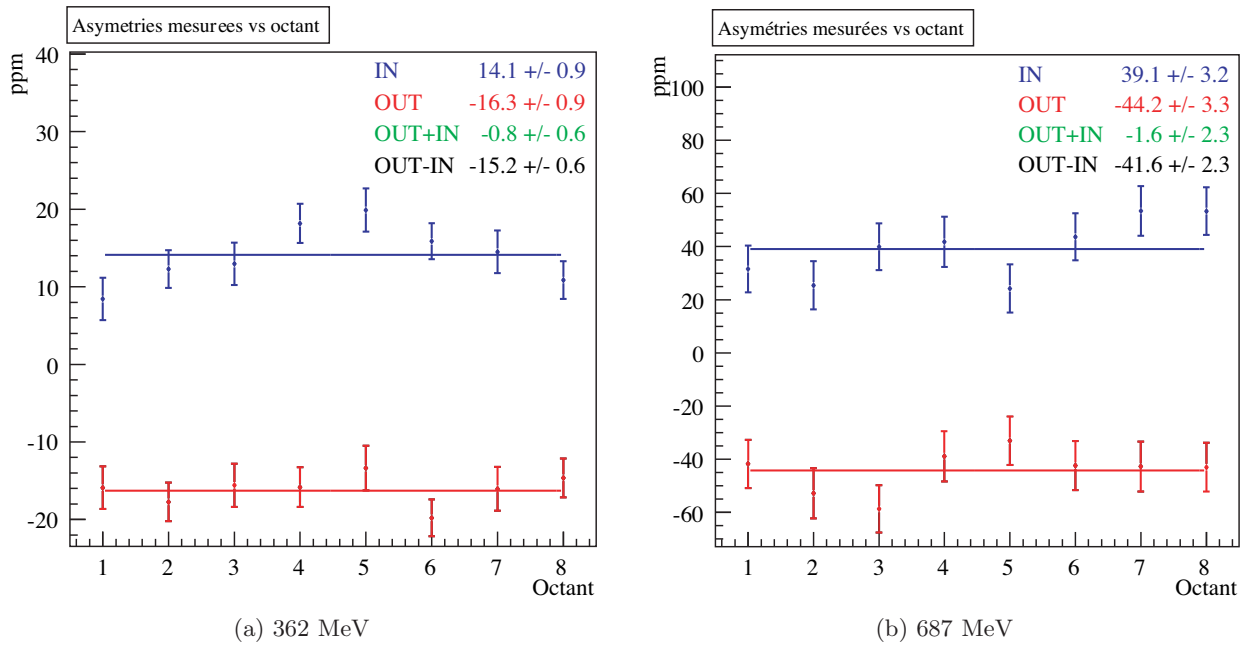 Asymetries mesurees vs octant
ppm
40
30
20
10
0
-10
-20
IN 14.1 +/- 0.9
OUT -16.3 +/- 0.9
OUT+IN -0.8 +/- 0.6
OUT-IN -15.2 +/- 0.6
1 2 3 4 5 6 7 8
Octant
(a) 362 MeV
Asymétries mesurées vs octant
ppm
100
80
60
40
20
0
-20
-40
-60
IN 39.1 +/- 3.2
OUT -44.2 +/- 3.3
OUT+IN -1.6 +/- 2.3
OUT-IN -41.6 +/- 2.3
1 2 3 4 5 6 7 8
Octant
(b) 687 MeV